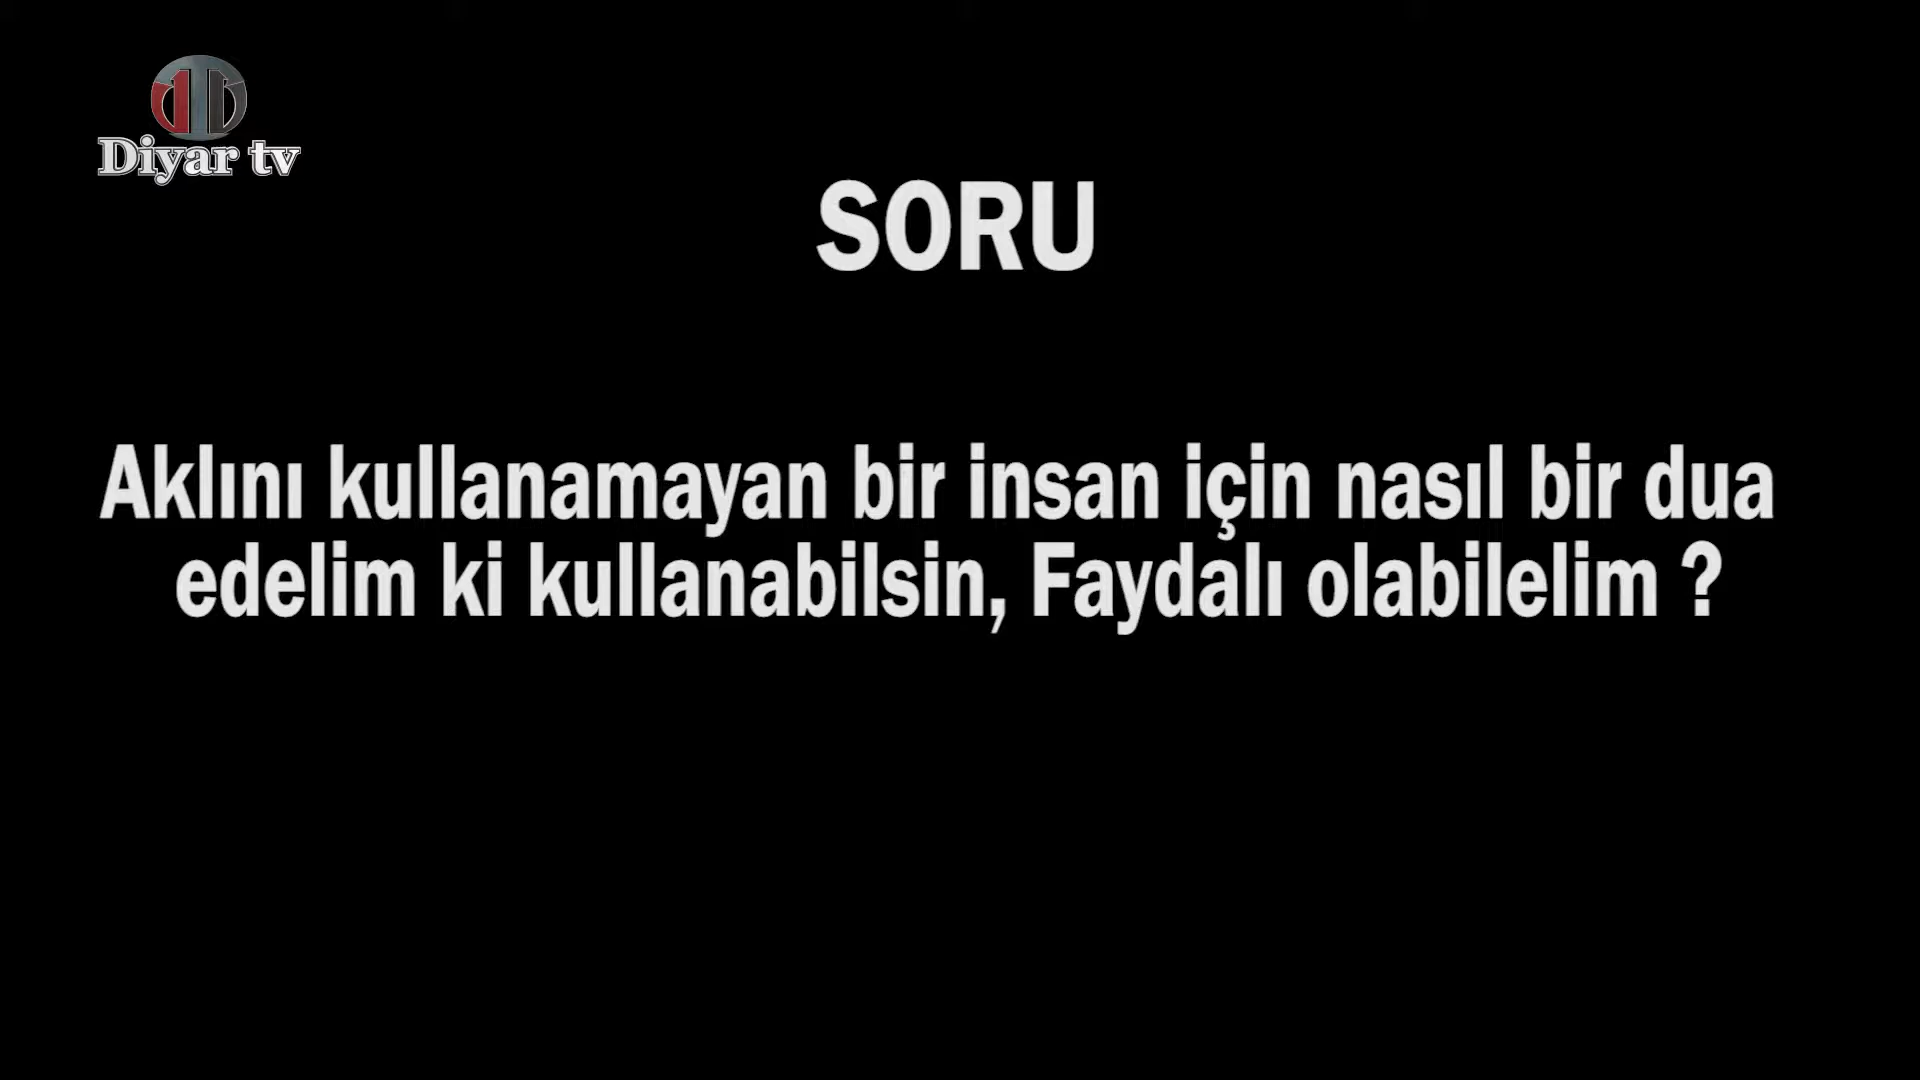 Diyar tv
SORU
Aklını kullanamayan bir insan için nasıl bir dua
edelim ki kullanabilsin, Faydalı olabilelim ?